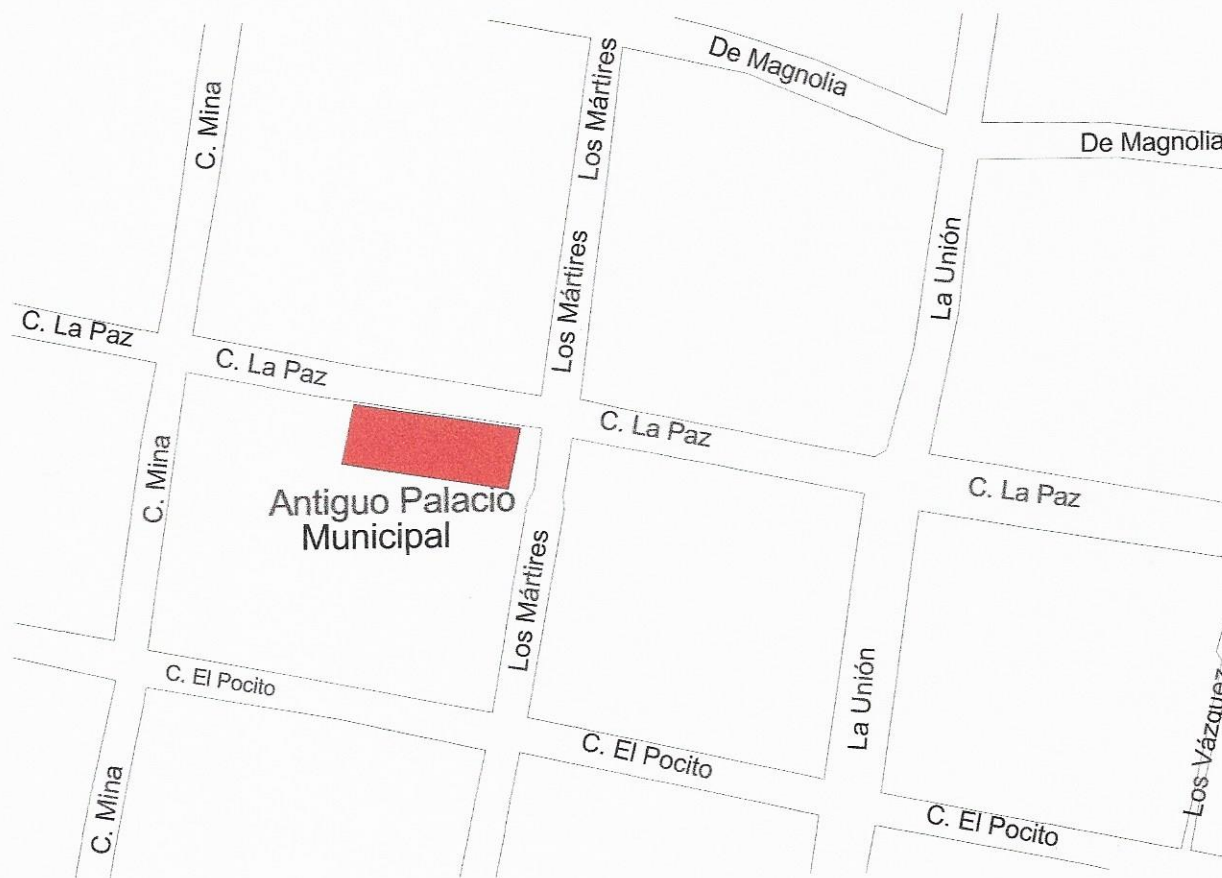 De Magnolia
Los Mártires
C. Mina
De Magnolia
La Unión
Los Mártires
C. La Paz
C. La Paz
C. La Paz
C. Mina
C. La Paz
Antiguo Palacio
Municipal
Los Mártires
La Unión
C. El Pocito
Los Vázquez
C. El Pocito
C. Mina
C. El Pocito